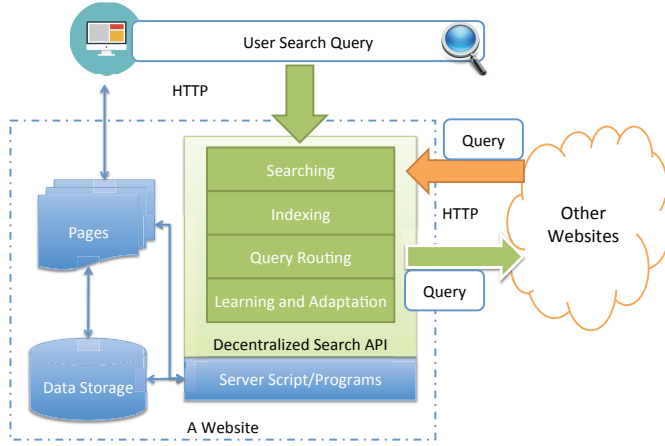 User Search Query
HTTP
Query
Searching
Indexing
HTTP
Other
Websites
Pages
Query Routing
Query
Learning and Adaptation
Decentralized Search API
Data Storage
Server Script/Programs
A Website